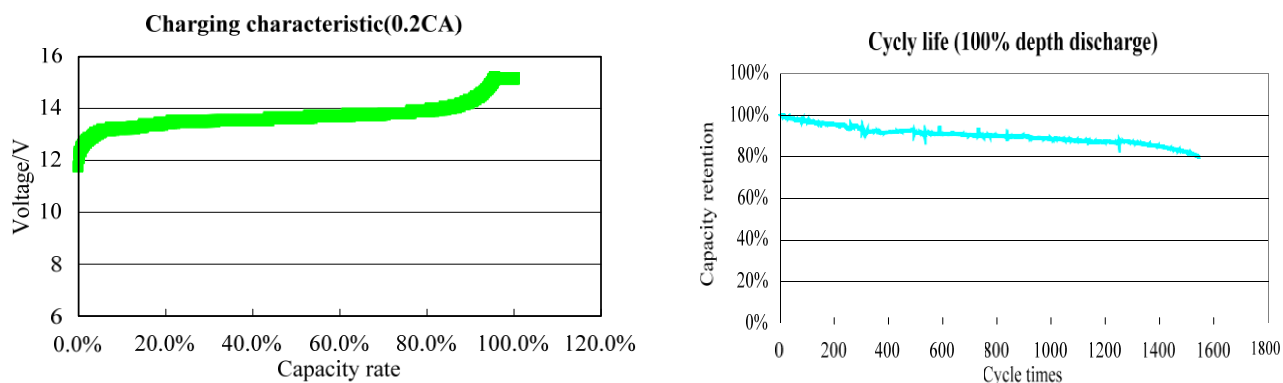 Charging characteristic(0.2CA)
16
14
12
10
8
6
Voltage/V
0.0% 20.0% 40.0% 60.0% 80.0% 100.0% 120.0%
Capacity rate
Cycly life (100% depth discharge)
100%
100%
80%
60%
40%
20%
0%
Capacity retention
0 200 400 600 800 1000 1200 1400 1600 1800
Cycle times